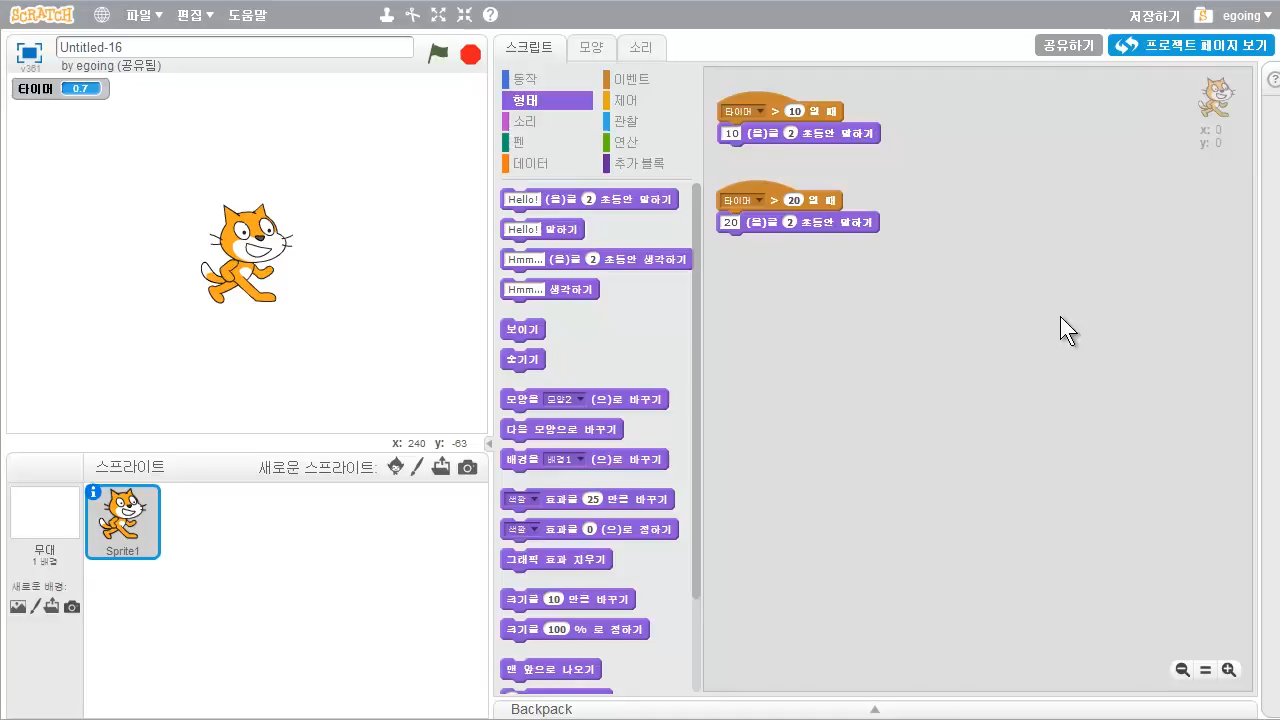 SCRATCH 파일 편집 도움말 저장하기 egoing
v361 Untitled-16
by egoing (공유됨)
타이머 0.7
x: 240 y: -63
스프라이트 새로운 스프라이트:
무대
1 배경
새로운 배경:
Sprite1
스크립트 모양 소리 공유하기 프로젝트 페이지 보기
동작 이벤트
형태 제어
소리 관찰
펜 연산
데이터 추가 블록
Hello! (을)를 2 초동안 말하기
Hello! 말하기
Hmm... (을)를 2 초동안 생각하기
Hmm... 생각하기
보이기
숨기기
모양을 모양2 (으)로 바꾸기
다음 모양으로 바꾸기
배경을 배경1 (으)로 바꾸기
색깔 효과를 25 만큼 바꾸기
색깔 효과를 0 (으)로 정하기
그래픽 효과 지우기
크기를 10 만큼 바꾸기
크기를 100 % 로 정하기
맨 앞으로 나오기
타이머 > 10 일 때
10 (을)를 2 초동안 말하기
타이머 > 20 일 때
20 (을)를 2 초동안 말하기
x: 0
y: 0
Backpack